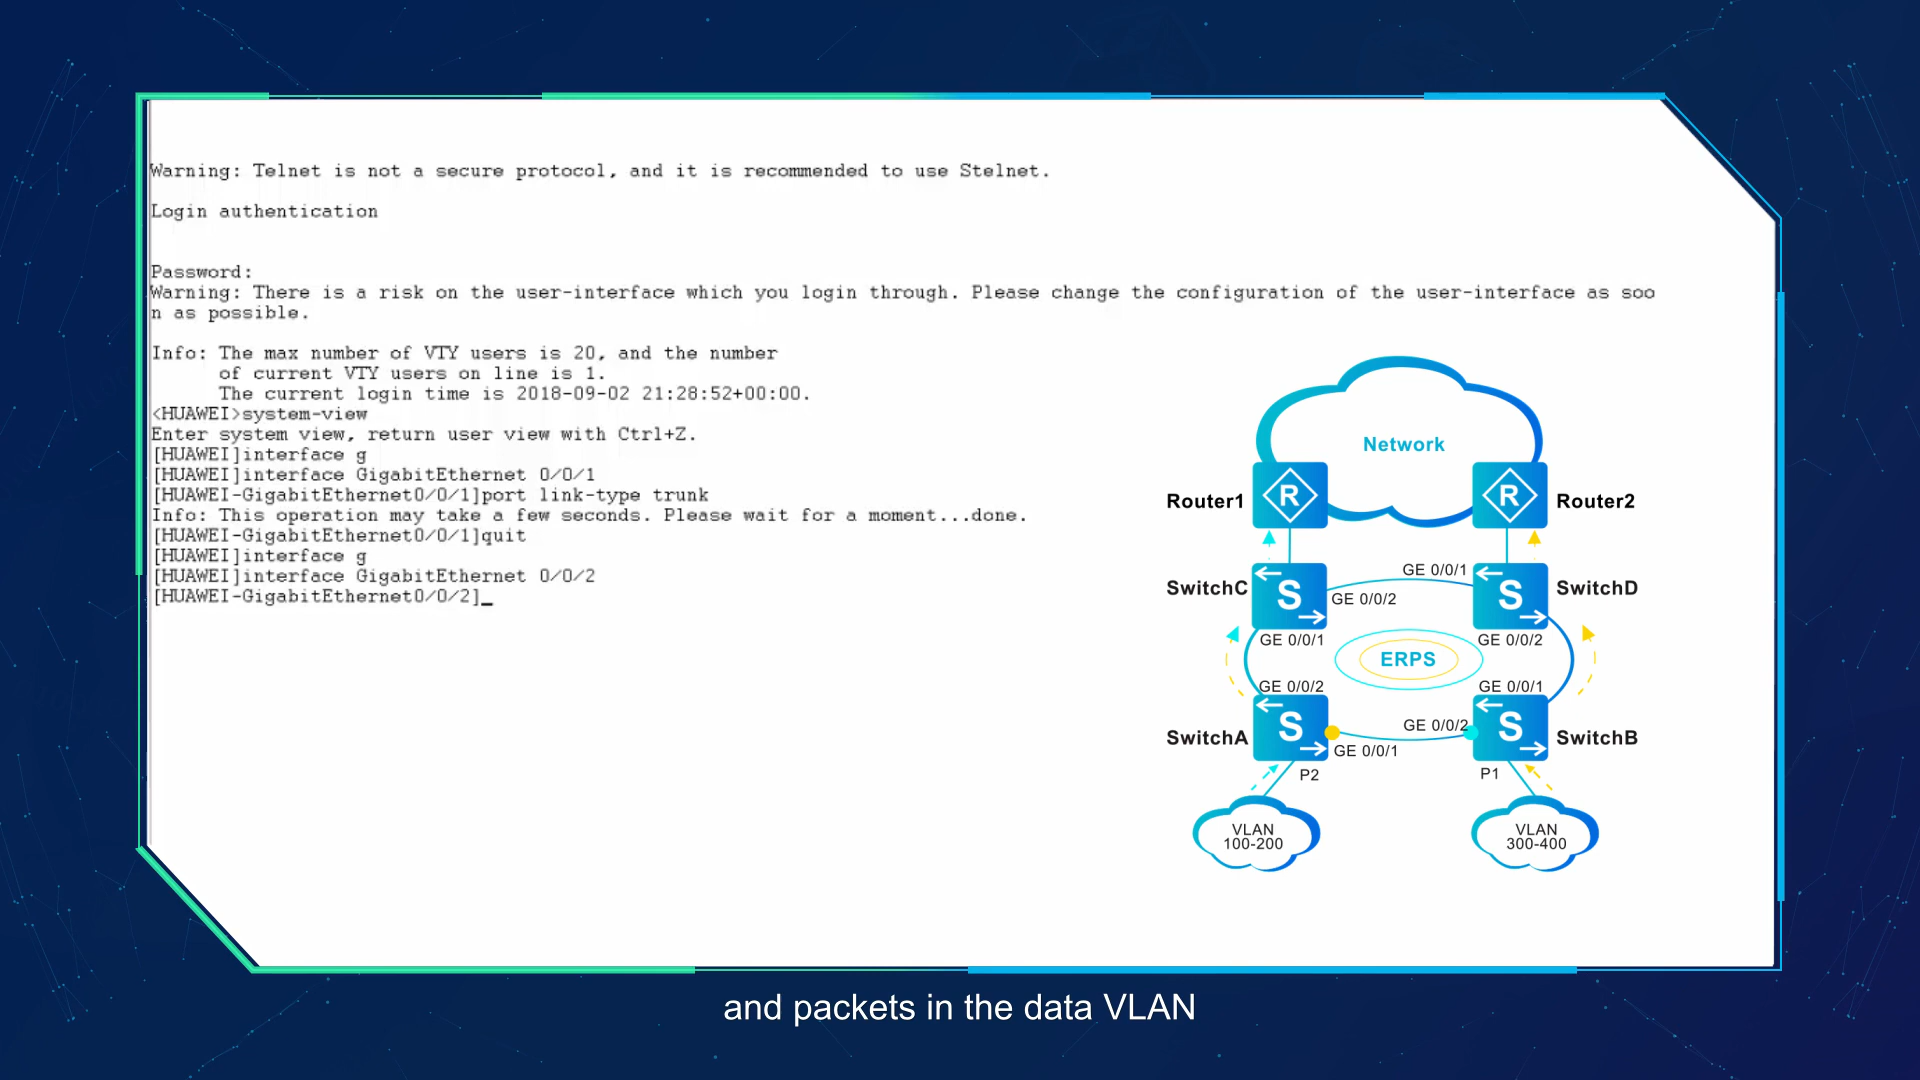 Warning: Telnet is not a secure protocol, and it is recommended to use Stelnet.
Login authentication
Password:
Warning: There is a risk on the user-interface which you login through. Please change the configuration of the user-interface as soo
n as possible.
Info: The max number of VTY users is 20, and the number
of current VTY users on line is 1.
The current login time is 2018-09-02 21:28:52+00:00.
<HUAWEI>system-view
Enter system view, return user view with Ctrl+Z.
[HUAWEI]interface g
[HUAWEI]interface GigabitEthernet 0/0/1
[HUAWEI-GigabitEthernet0/0/1]port link-type trunk
Info: This operation may take a few seconds. Please wait for a moment...done.
[HUAWEI-GigabitEthernet0/0/1]quit
[HUAWEI]interface g
[HUAWEI]interface GigabitEthernet 0/0/2
[HUAWEI-GigabitEthernet0/0/2]_
Network
Router1 R R Router2
GE 0/0/1
SwitchC S S SwitchD
GE 0/0/2
GE 0/0/1 GE 0/0/2
ERPS
GE 0/0/2 GE 0/0/1
GE 0/0/2
SwitchA S S SwitchB
GE 0/0/1
P2 P1
VLAN
100-200
VLAN
300-400
and packets in the data VLAN